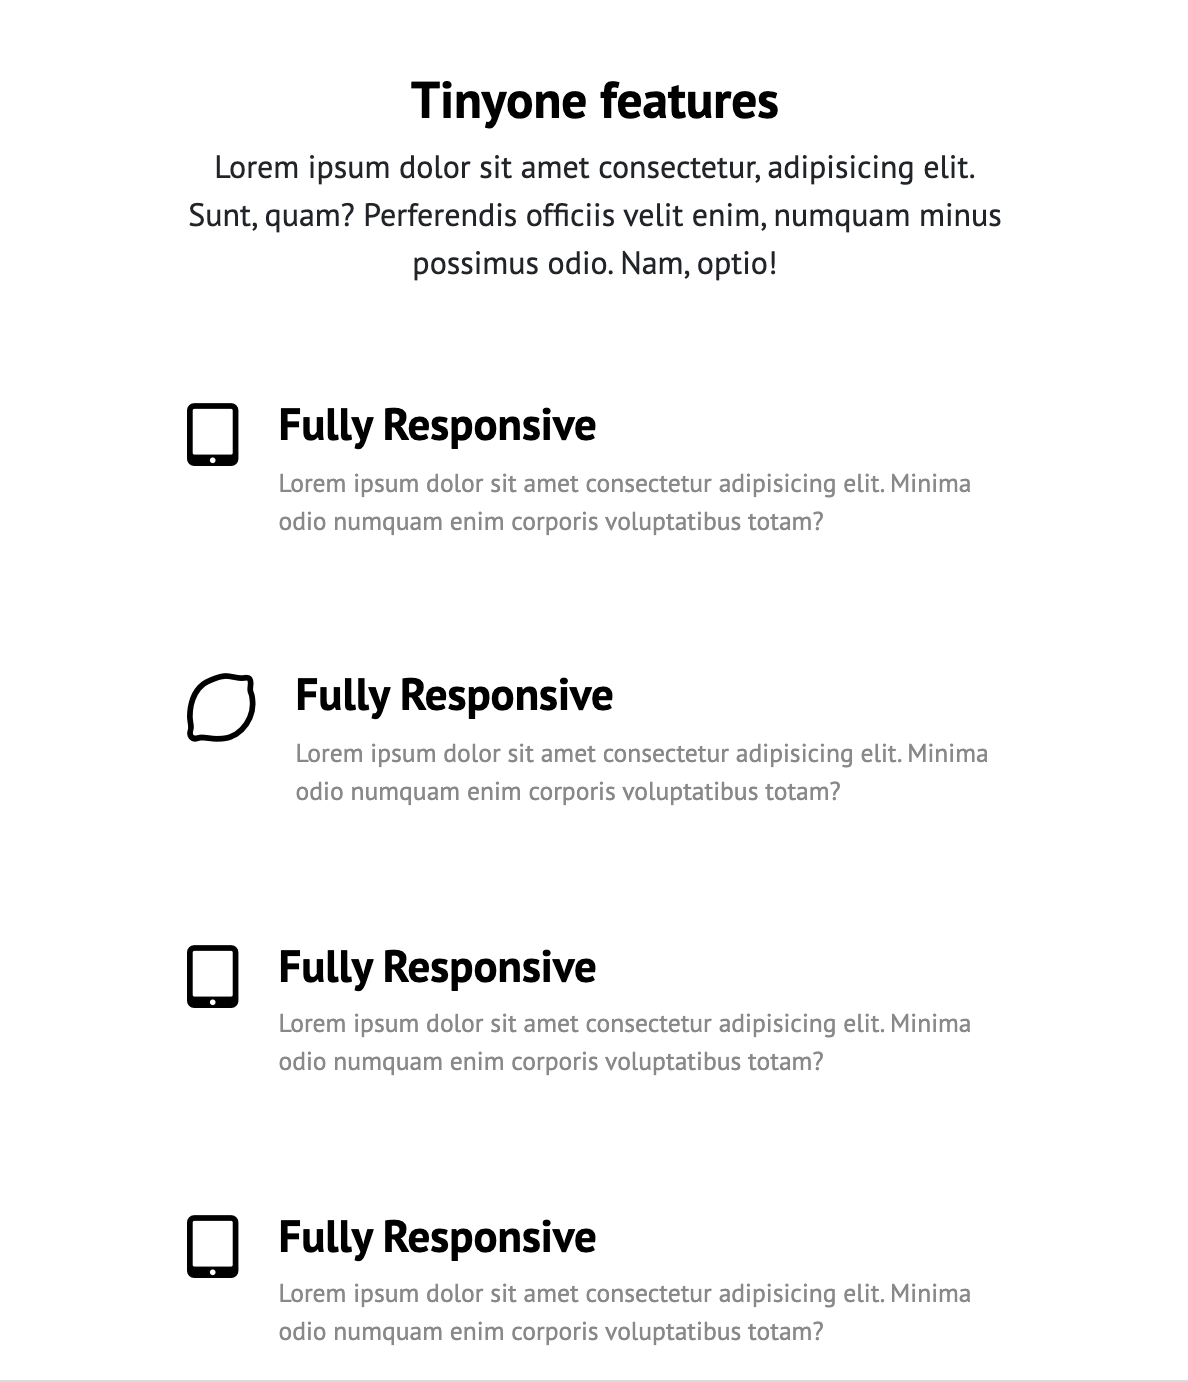 Tinyone features
Lorem ipsum dolor sit amet consectetur, adipisicing elit.
Sunt, quam? Perferendis officiis velit enim, numquam minus
possimus odio. Nam, optio!
Fully Responsive
Lorem ipsum dolor sit amet consectetur adipisicing elit. Minima
odio numquam enim corporis voluptatibus totam?
Fully Responsive
Lorem ipsum dolor sit amet consectetur adipisicing elit. Minima
odio numquam enim corporis voluptatibus totam?
Fully Responsive
Lorem ipsum dolor sit amet consectetur adipisicing elit. Minima
odio numquam enim corporis voluptatibus totam?
Fully Responsive
Lorem ipsum dolor sit amet consectetur adipisicing elit. Minima
odio numquam enim corporis voluptatibus totam?